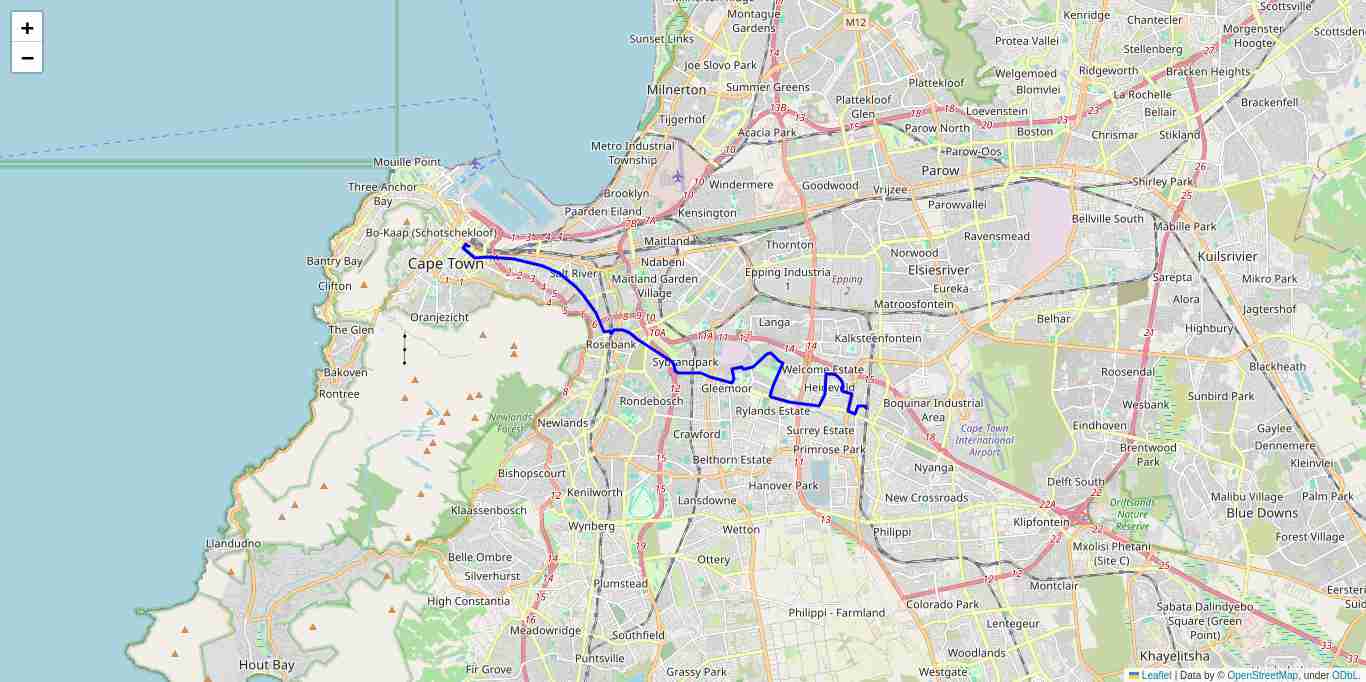 +
−
Montague
Gardens
M12
Kenridge
Chantecler
Scottsville
Sunset Links
Protea Vallei
Morgenster
Hoogte
Stellenberg
Joe Slovo Park
Welgemoed
Ridgeworth
Bracken Heights
Milnerton
Summer Greens
Plattekloof
Blomvlei
La Rochelle
Brackenfell
Plattekloof
Glen
Loevenstein
Bellair
Tijgerhof
13B
Acacia Park
Parow North
Boston
Chrismar
Stikland
Metro Industrial
Township
Parow-Oos
Mouille Point
Parow
Shirley Park
Three Anchor
Bay
Brooklyn
Windermere
Goodwood
Vrijzee
Paarden Eiland
Kensington
Parowvallei
Bellville South
Mabille Park
Bo-Kaap (Schotschekloof)
Maitland
Thornton
Ravensmead
Norwood
Kuilsrivier
Bantry Bay
Cape Town
Salt River
Ndabeni
Epping Industria
1
Epping
2
Elsiesriver
Sarepta
Mikro Park
Clifton
Maitland Garden
Village
Eureka
Matroosfontein
Alora
Jagtershof
Oranjezicht
Langa
Belhar
Highbury
The Glen
Rosebank
10A
11A
Kalksteenfontein
Bakoven
Sybrandpark
Welcome Estate
Roosendal
Blackheath
Rontree
Gleemoor
Heideveld
Rondebosch
Rylands Estate
Boquinar Industrial
Area
Wesbank
Sunbird Park
Newlands
Forest
Newlands
Crawford
Surrey Estate
Cape Town
International
Airport
Eindhoven
Gaylee
Dennemere
Primrose Park
Brentwood
Park
Bishopscourt
Belthorn Estate
Nyanga
Kleinvlei
Kenilworth
Hanover Park
Delft South
Klaassenbosch
Lansdowne
New Crossroads
22A
Driftsands
Nature
Reserve
Malibu Village
Palm Park
Blue Downs
Wynberg
Wetton
Philippi
Klipfontein
Forest Village
Llandudno
Belle Ombre
Ottery
Mxolisi Phetani
(Site C)
Silverhurst
Plumstead
Montclair
High Constantia
Philippi - Farmland
Colorado Park
Sabata Dalindyebo
Square (Green
Point)
Meadowridge
Southfield
Lentegeur
Hout Bay
Puntsville
Woodlands
Khayelitsha
Fir Grove
Grassy Park
Westgate
Leaflet | Data by © OpenStreetMap, under ODbL.